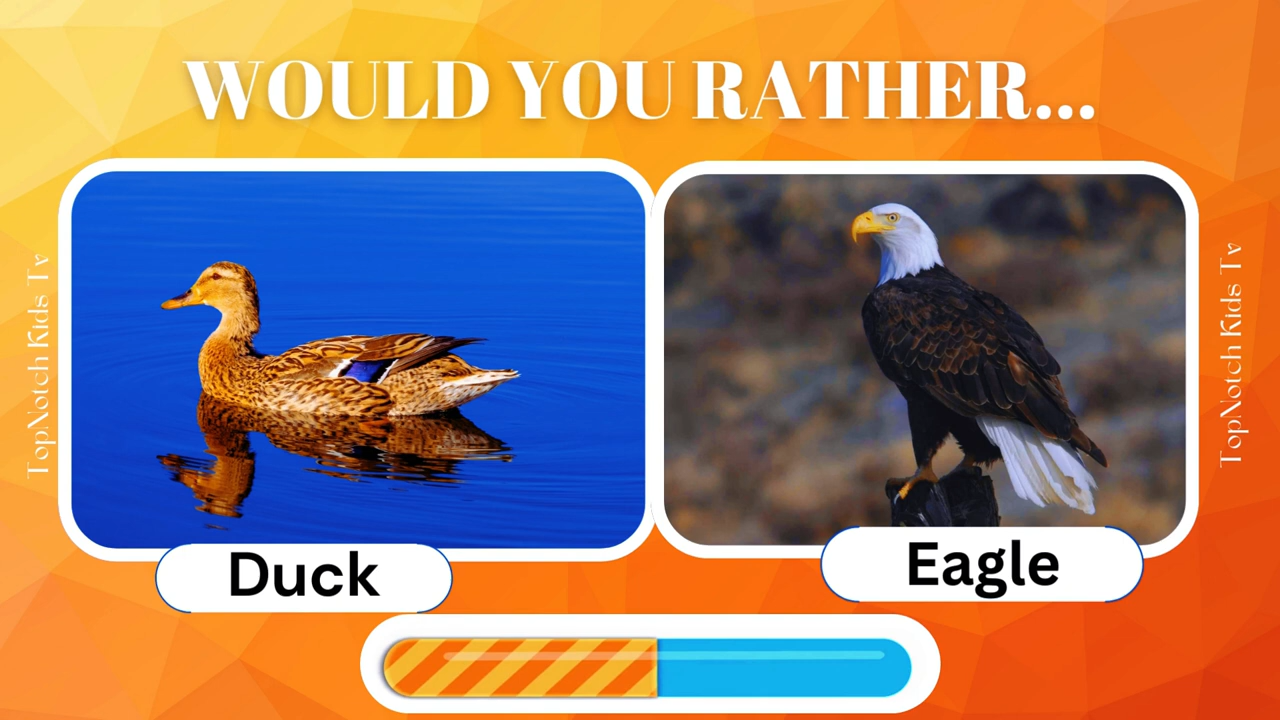 WOULD YOU RATHER...
TopNotch Kids Tv
TopNotch Kids Tv
Duck
Eagle